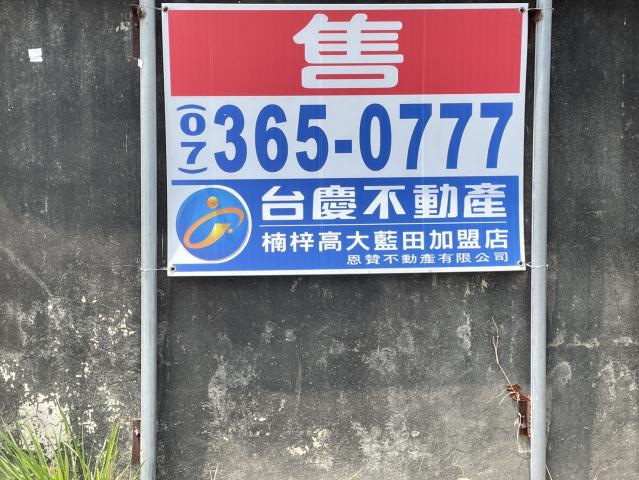 售
(07)365-0777
台慶不動產
楠梓高大藍田加盟店
恩贊不動產有限公司